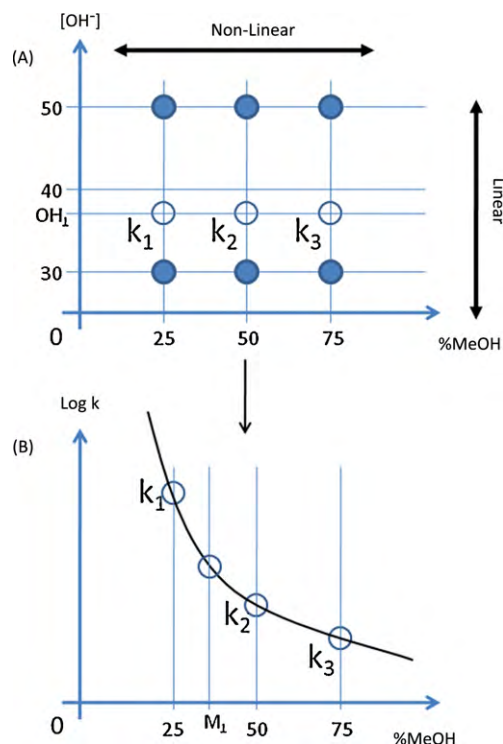 [OH⁻]
Non-Linear
(A)
50
40
OH₁
k₁ k₂ k₃
30
Linear
0
25 50 75
%MeOH
Log k
(B)
k₁
k₂
k₃
0
25 M₁ 50 75
%MeOH